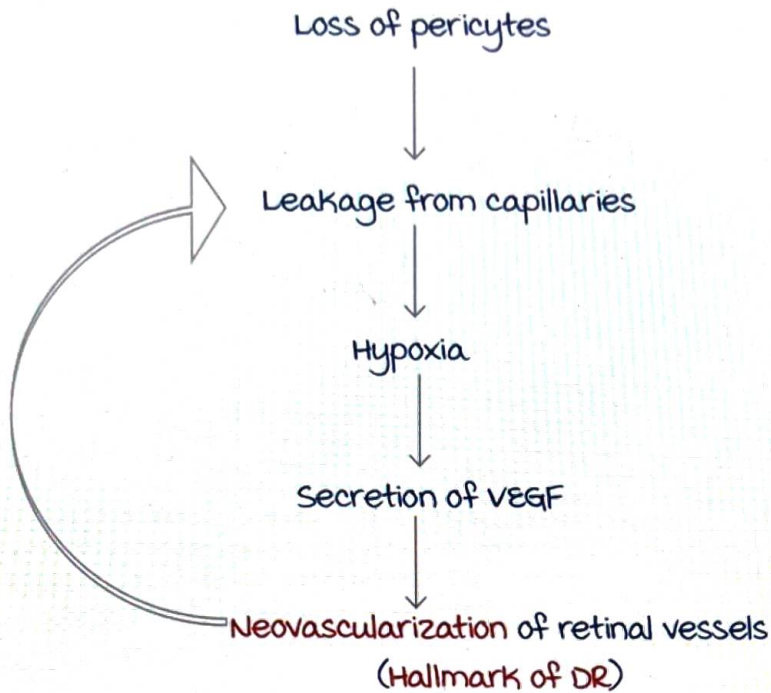 Loss of pericytes
Leakage from capillaries
Hypoxia
Secretion of VEGF
Neovascularization of retinal vessels
(Hallmark of DR)